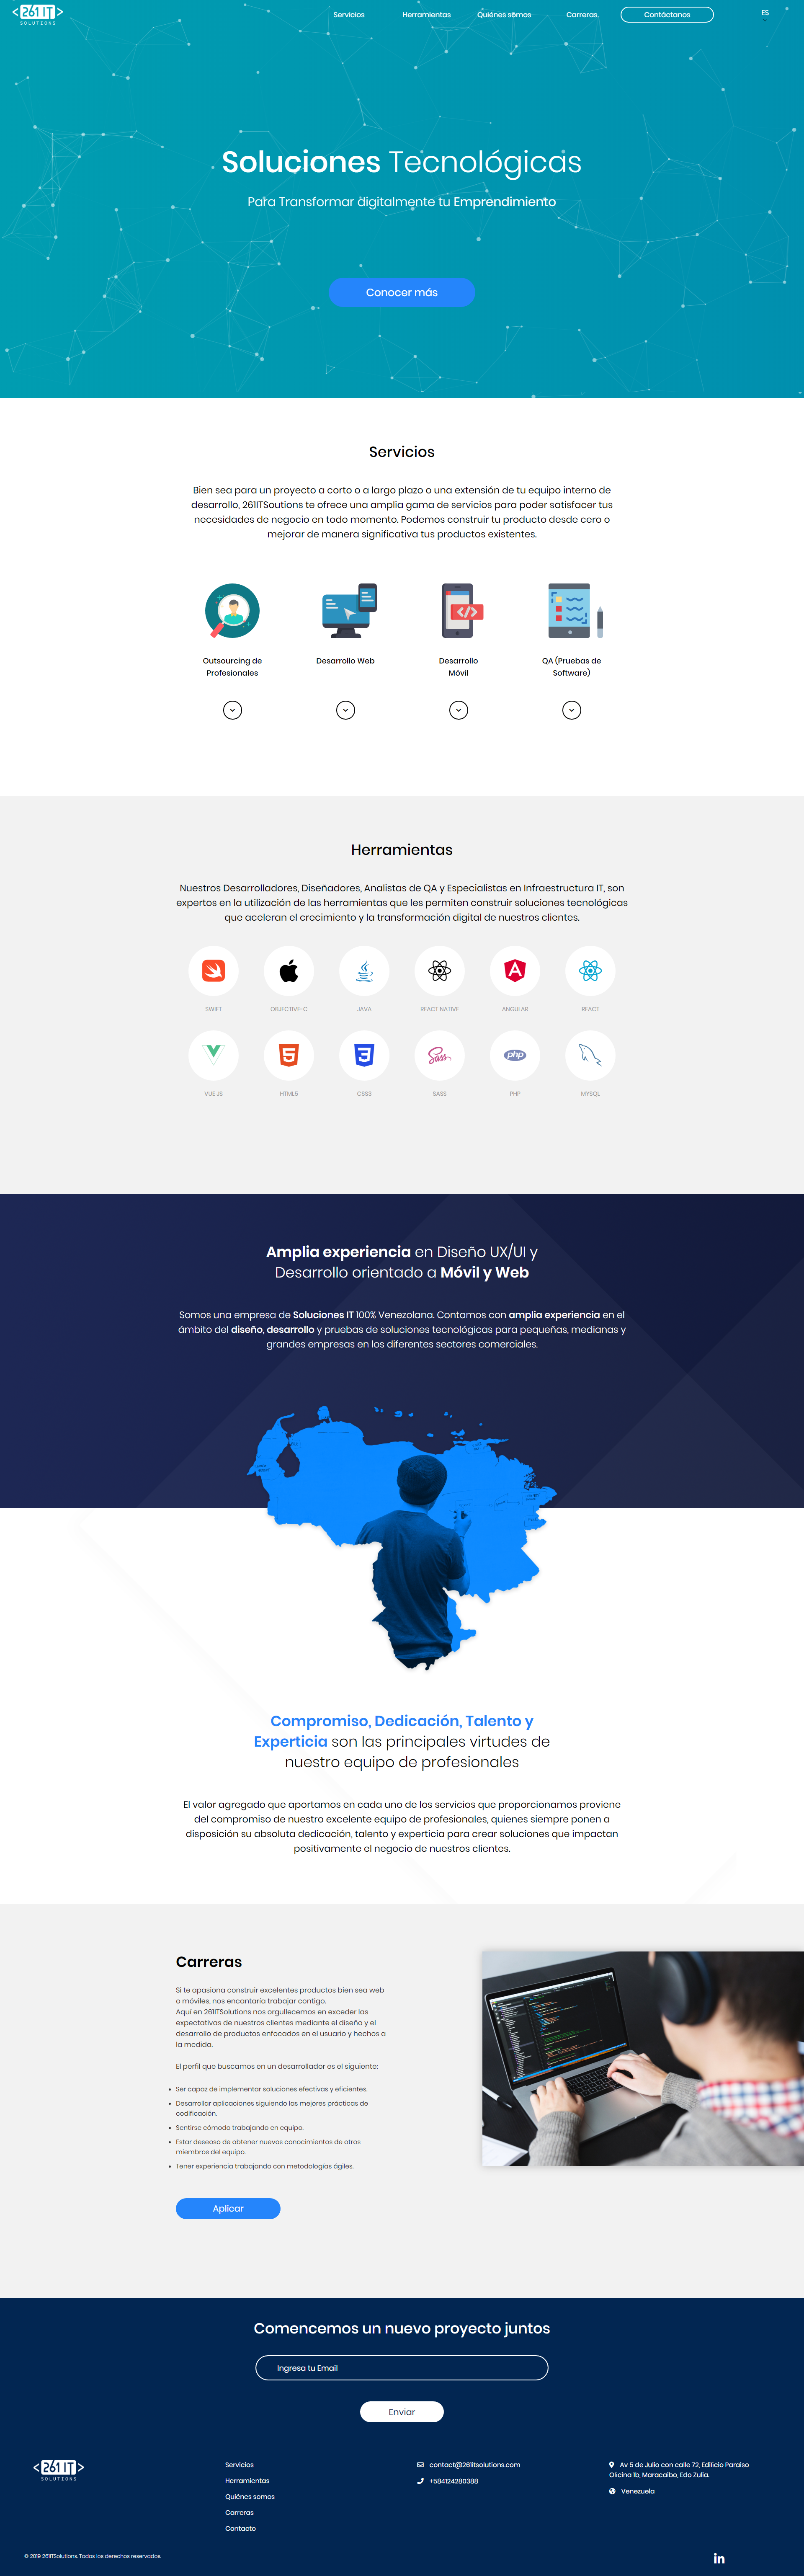 <261 IT>
SOLUTIONS
Servicios
Herramientas
Quiénes somos
Carreras
Contáctanos
ES
Soluciones Tecnológicas
Para Transformar digitalmente tu Emprendimiento
Conocer más
Servicios
Bien sea para un proyecto a corto o a largo plazo o una extensión de tu equipo interno de
desarrollo, 261ITSoutions te ofrece una amplia gama de servicios para poder satisfacer tus
necesidades de negocio en todo momento. Podemos construir tu producto desde cero o
mejorar de manera significativa tus productos existentes.
Outsourcing de
Profesionales
Desarrollo Web
Desarrollo
Móvil
QA (Pruebas de
Software)
Herramientas
Nuestros Desarrolladores, Diseñadores, Analistas de QA y Especialistas en Infraestructura IT, son
expertos en la utilización de las herramientas que les permiten construir soluciones tecnológicas
que aceleran el crecimiento y la transformación digital de nuestros clientes.
SWIFT
OBJECTIVE-C
JAVA
REACT NATIVE
ANGULAR
REACT
Sass
php
VUE JS
HTML5
CSS3
SASS
PHP
MYSQL
Amplia experiencia en Diseño UX/UI y
Desarrollo orientado a Móvil y Web
Somos una empresa de Soluciones IT 100% Venezolana. Contamos con amplia experiencia en el
ámbito del diseño, desarrollo y pruebas de soluciones tecnológicas para pequeñas, medianas y
grandes empresas en los diferentes sectores comerciales.
Compromiso, Dedicación, Talento y
Experticia son las principales virtudes de
nuestro equipo de profesionales
El valor agregado que aportamos en cada uno de los servicios que proporcionamos proviene
del compromiso de nuestro excelente equipo de profesionales, quienes siempre ponen a
disposición su absoluta dedicación, talento y experticia para crear soluciones que impactan
positivamente el negocio de nuestros clientes.
Carreras
Si te apasiona construir excelentes productos bien sea web
o móviles, nos encantaría trabajar contigo.
Aquí en 261ITSolutions nos orgullecemos en exceder las
expectativas de nuestros clientes mediante el diseño y el
desarrollo de productos enfocados en el usuario y hechos a
la medida.
El perfil que buscamos en un desarrollador es el siguiente:
• Ser capaz de implementar soluciones efectivas y eficientes.
• Desarrollar aplicaciones siguiendo las mejores prácticas de
codificación.
• Sentirse cómodo trabajando en equipo.
• Estar deseoso de obtener nuevos conocimientos de otros
miembros del equipo.
• Tener experiencia trabajando con metodologías ágiles.
Aplicar
Comencemos un nuevo proyecto juntos
Ingresa tu Email
Enviar
<261 IT>
SOLUTIONS
Servicios
Herramientas
Quiénes somos
Carreras
Contacto
contact@261itsolutions.com
+584124280388
Av 5 de Julio con calle 72, Edificio Paraiso
Oficina 1b, Maracaibo, Edo Zulia.
Venezuela
© 2019 261ITSolutions. Todos los derechos reservados.
in